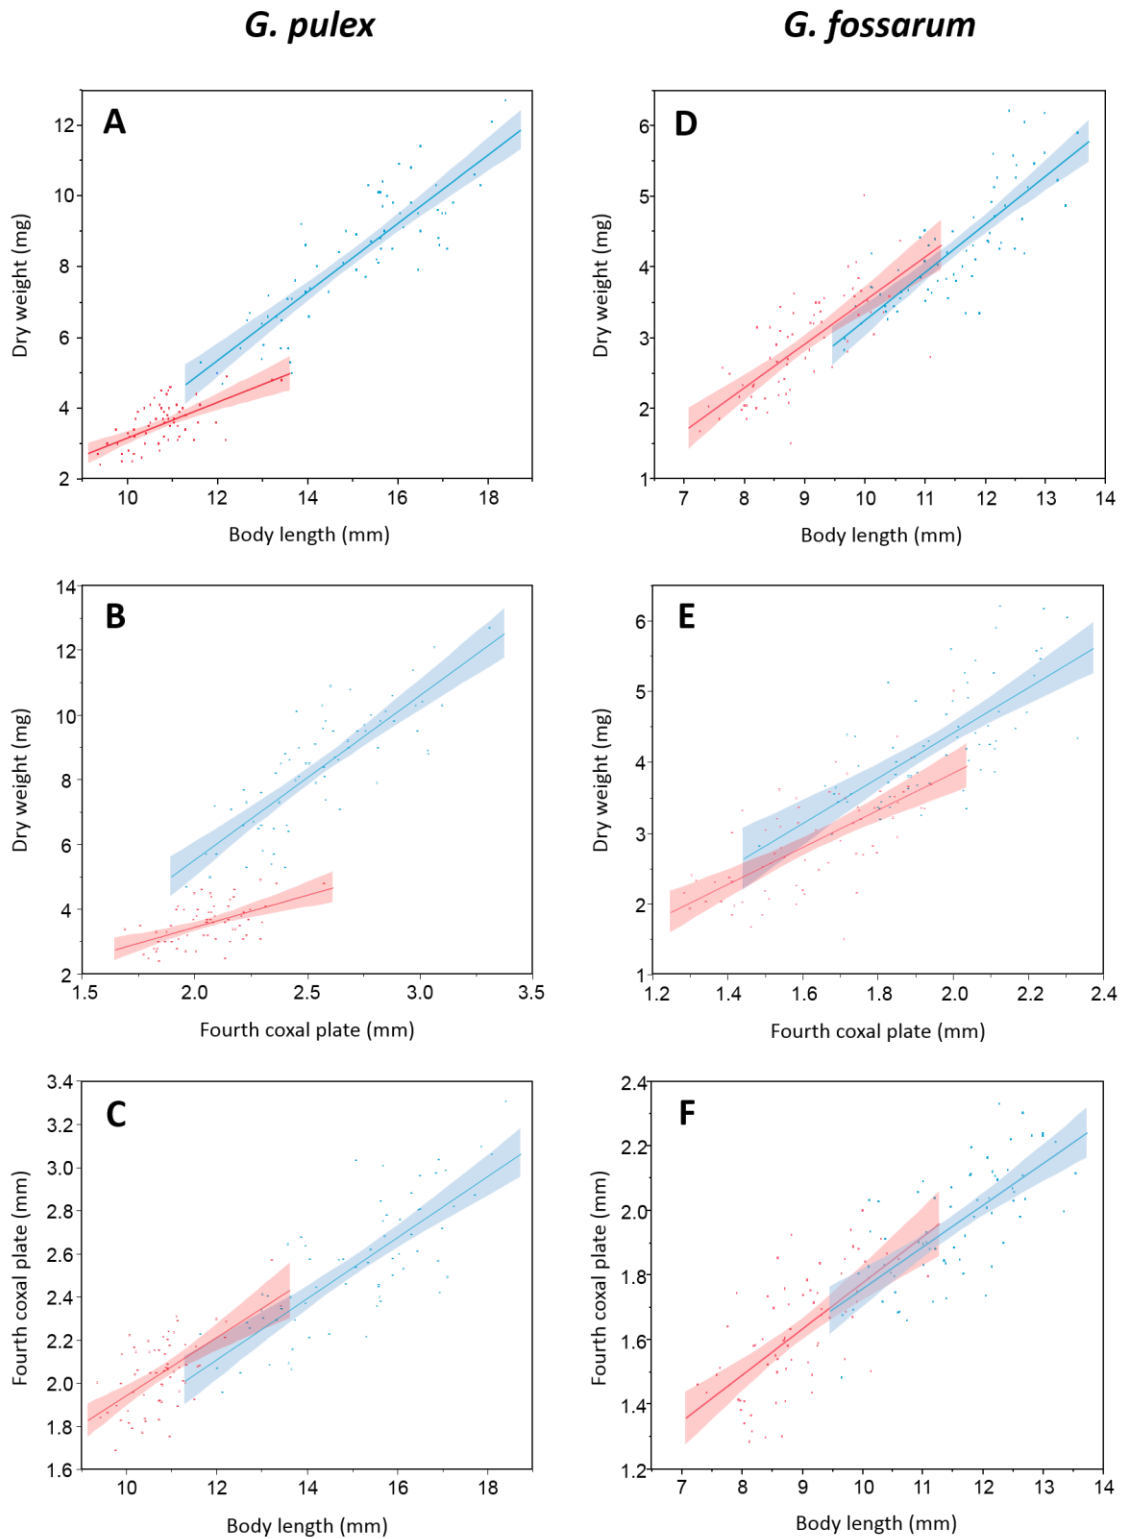 G. pulex G. fossarum
A
12
10
8
6
4
2
10 12 14 16 18
Dry weight (mg)
Body length (mm)
D
6
5
4
3
2
1
7 8 9 10 11 12 13 14
Dry weight (mg)
Body length (mm)
B
14
12
10
8
6
4
2
1.5 2.0 2.5 3.0 3.5
Dry weight (mg)
Fourth coxal plate (mm)
E
6
5
4
3
2
1
1.2 1.4 1.6 1.8 2.0 2.2 2.4
Dry weight (mg)
Fourth coxal plate (mm)
C
3.4
3.2
3.0
2.8
2.6
2.4
2.2
2.0
1.8
1.6
10 12 14 16 18
Fourth coxal plate (mm)
Body length (mm)
F
2.4
2.2
2.0
1.8
1.6
1.4
1.2
7 8 9 10 11 12 13 14
Fourth coxal plate (mm)
Body length (mm)